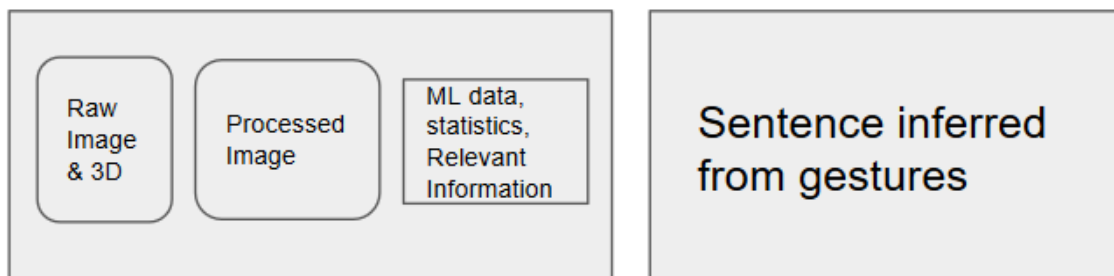 Raw
Image
& 3D
Processed
Image
ML data,
statistics,
Relevant
Information
Sentence inferred
from gestures